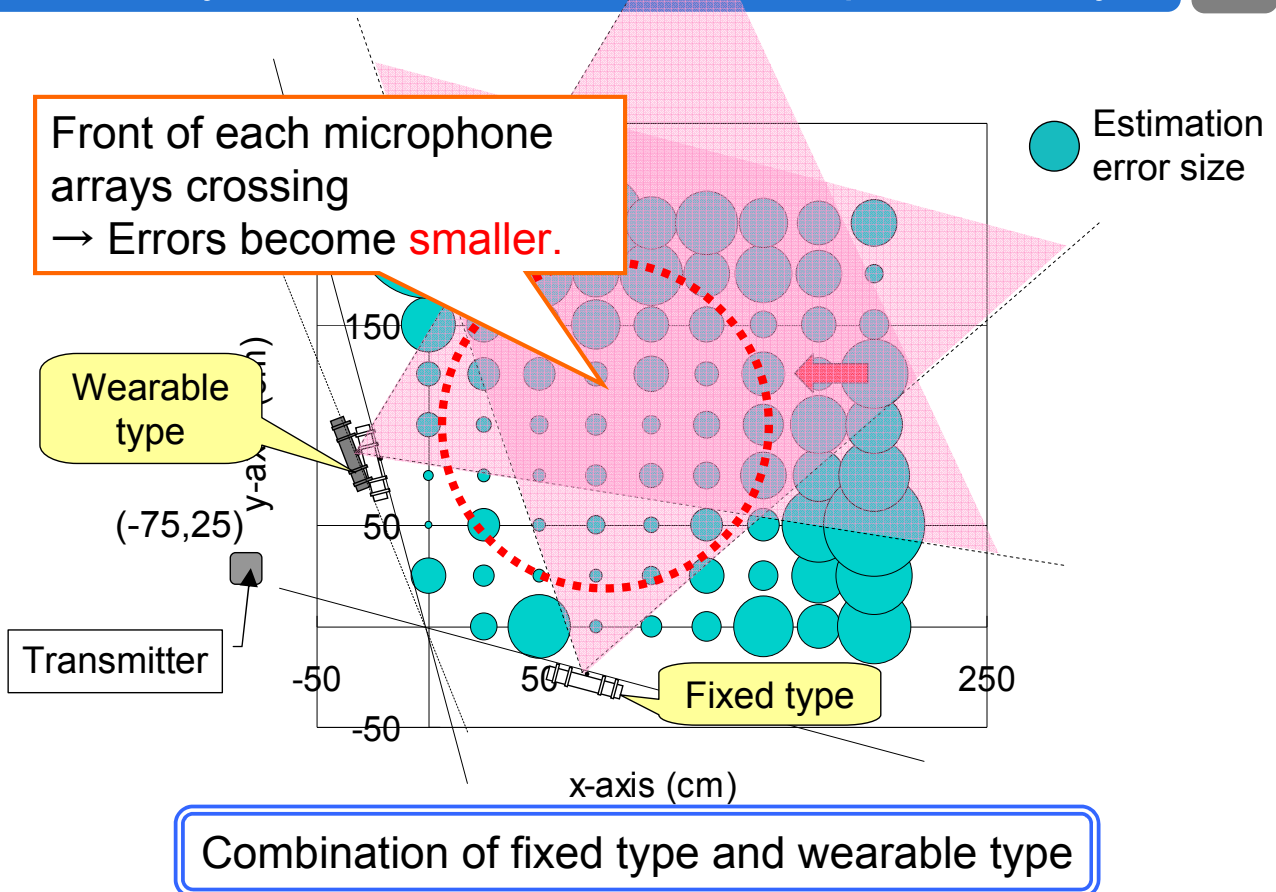 Front of each microphone
arrays crossing
→ Errors become smaller.
Estimation
error size
150
Wearable
type
(-75,25)
50
Transmitter
-50
50
250
Fixed type
-50
x-axis (cm)
Combination of fixed type and wearable type